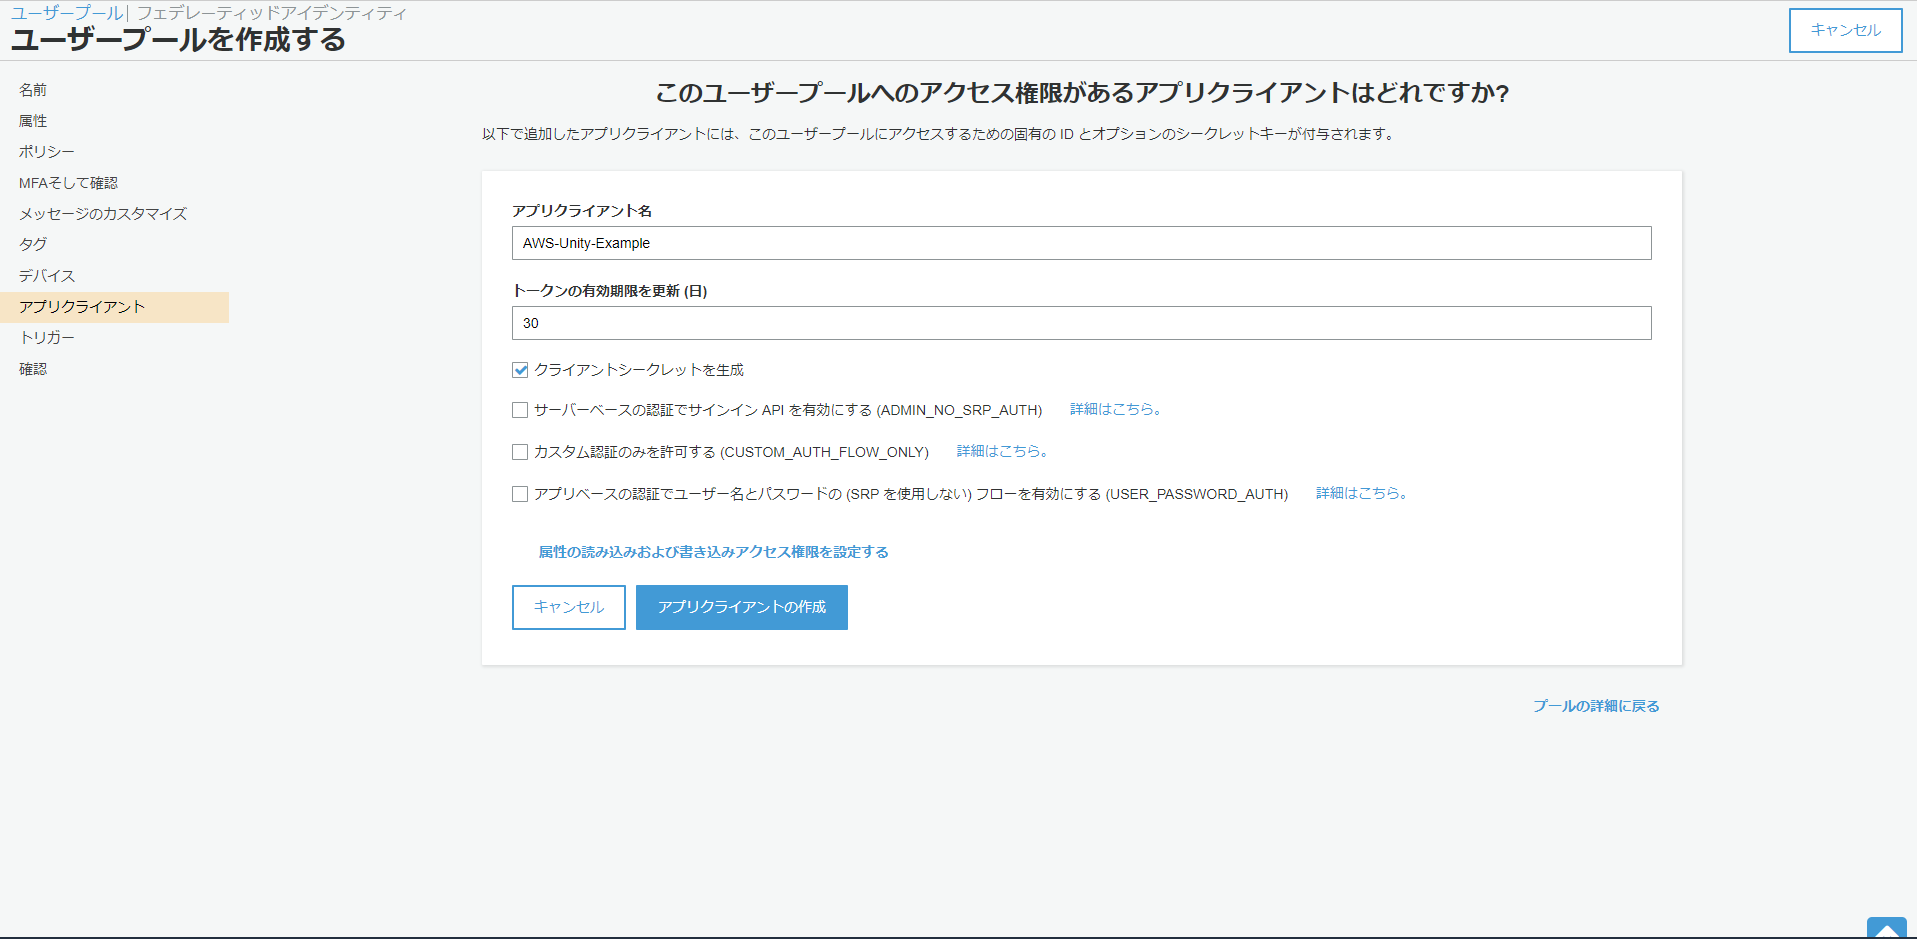 ユーザープール| フェデレーティッドアイデンティティ
ユーザープールを作成する
キャンセル
名前
属性
ポリシー
MFAそして確認
メッセージのカスタマイズ
タグ
デバイス
アプリクライアント
トリガー
確認
このユーザープールへのアクセス権限があるアプリクライアントはどれですか?
以下で追加したアプリクライアントには、このユーザープールにアクセスするための固有の ID とオプションのシークレットキーが付与されます。
アプリクライアント名
AWS-Unity-Example
トークンの有効期限を更新 (日)
30
クライアントシークレットを生成
サーバーベースの認証でサインイン API を有効にする (ADMIN_NO_SRP_AUTH) 詳細はこちら。
カスタム認証のみを許可する (CUSTOM_AUTH_FLOW_ONLY) 詳細はこちら。
アプリベースの認証でユーザー名とパスワードの (SRP を使用しない) フローを有効にする (USER_PASSWORD_AUTH) 詳細はこちら。
属性の読み込みおよび書き込みアクセス権限を設定する
キャンセル アプリクライアントの作成
プールの詳細に戻る